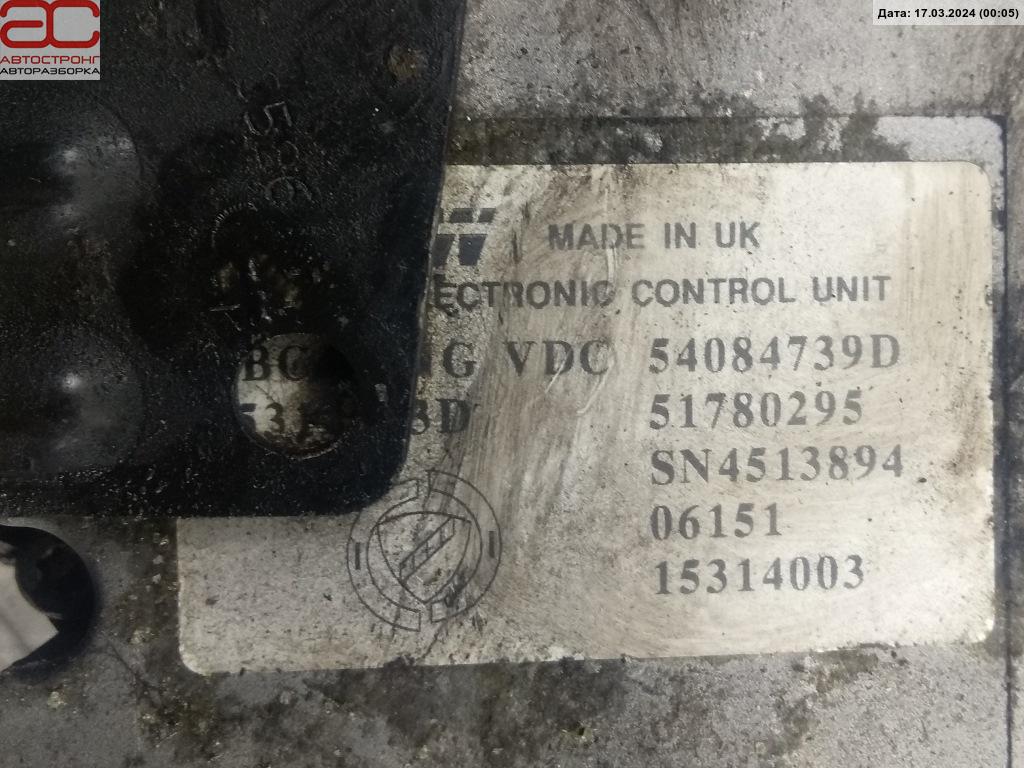 Дата: 17.03.2024 (00:05)
АВТОСТРОНГ
АВТОРАЗБОРКА
MADE IN UK
ECTRONIC CONTROL UNIT
G VDC 54084739D
51780295
SN4513894
06151
15314003